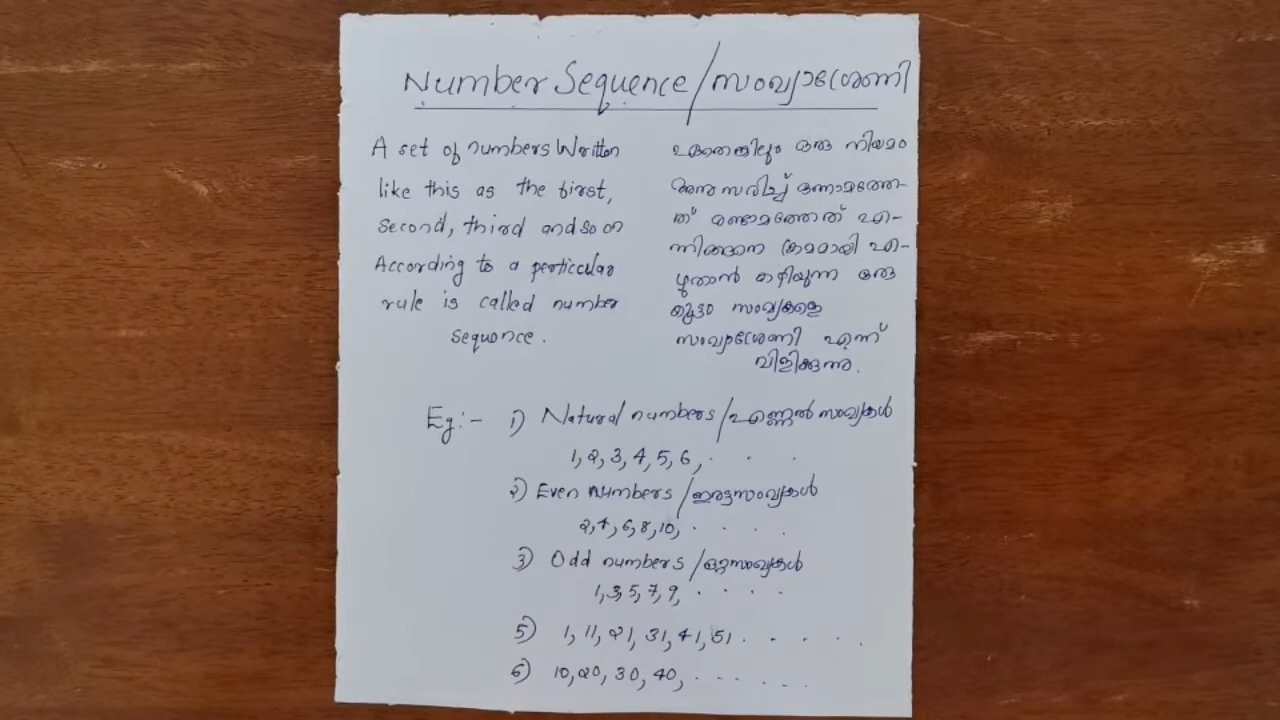 Number Sequence/സംഖ്യാശ്രേണി
A set of numbers Written
like this as the first,
second, third and so on
According to a perticular
rule is called number
sequence.
ഏതെങ്കിലും ഒരു നിയമം
അനുസരിച്ച് ഒന്നാമത്തേ-
ത് രണ്ടാമത്തേത് എ-
ന്നിങ്ങനെ ക്രമമായി എ-
ഴുതാൻ കഴിയുന്ന ഒരു
കൂട്ടം സംഖ്യകളെ
സംഖ്യാശ്രേണി എന്ന്
വിളിക്കുന്നു.
Eg:- 1) Natural numbers/എണ്ണൽ സംഖ്യകൾ
1, 2, 3, 4, 5, 6, . . .
2) Even numbers/ഇരട്ടസംഖ്യകൾ
2, 4, 6, 8, 10, . . . .
3) Odd numbers/ഒറ്റസംഖ്യകൾ
1, 3, 5, 7, 9, . . . .
5) 1, 11, 21, 31, 41, 51 . . . . .
6) 10, 20, 30, 40, . . . . . .